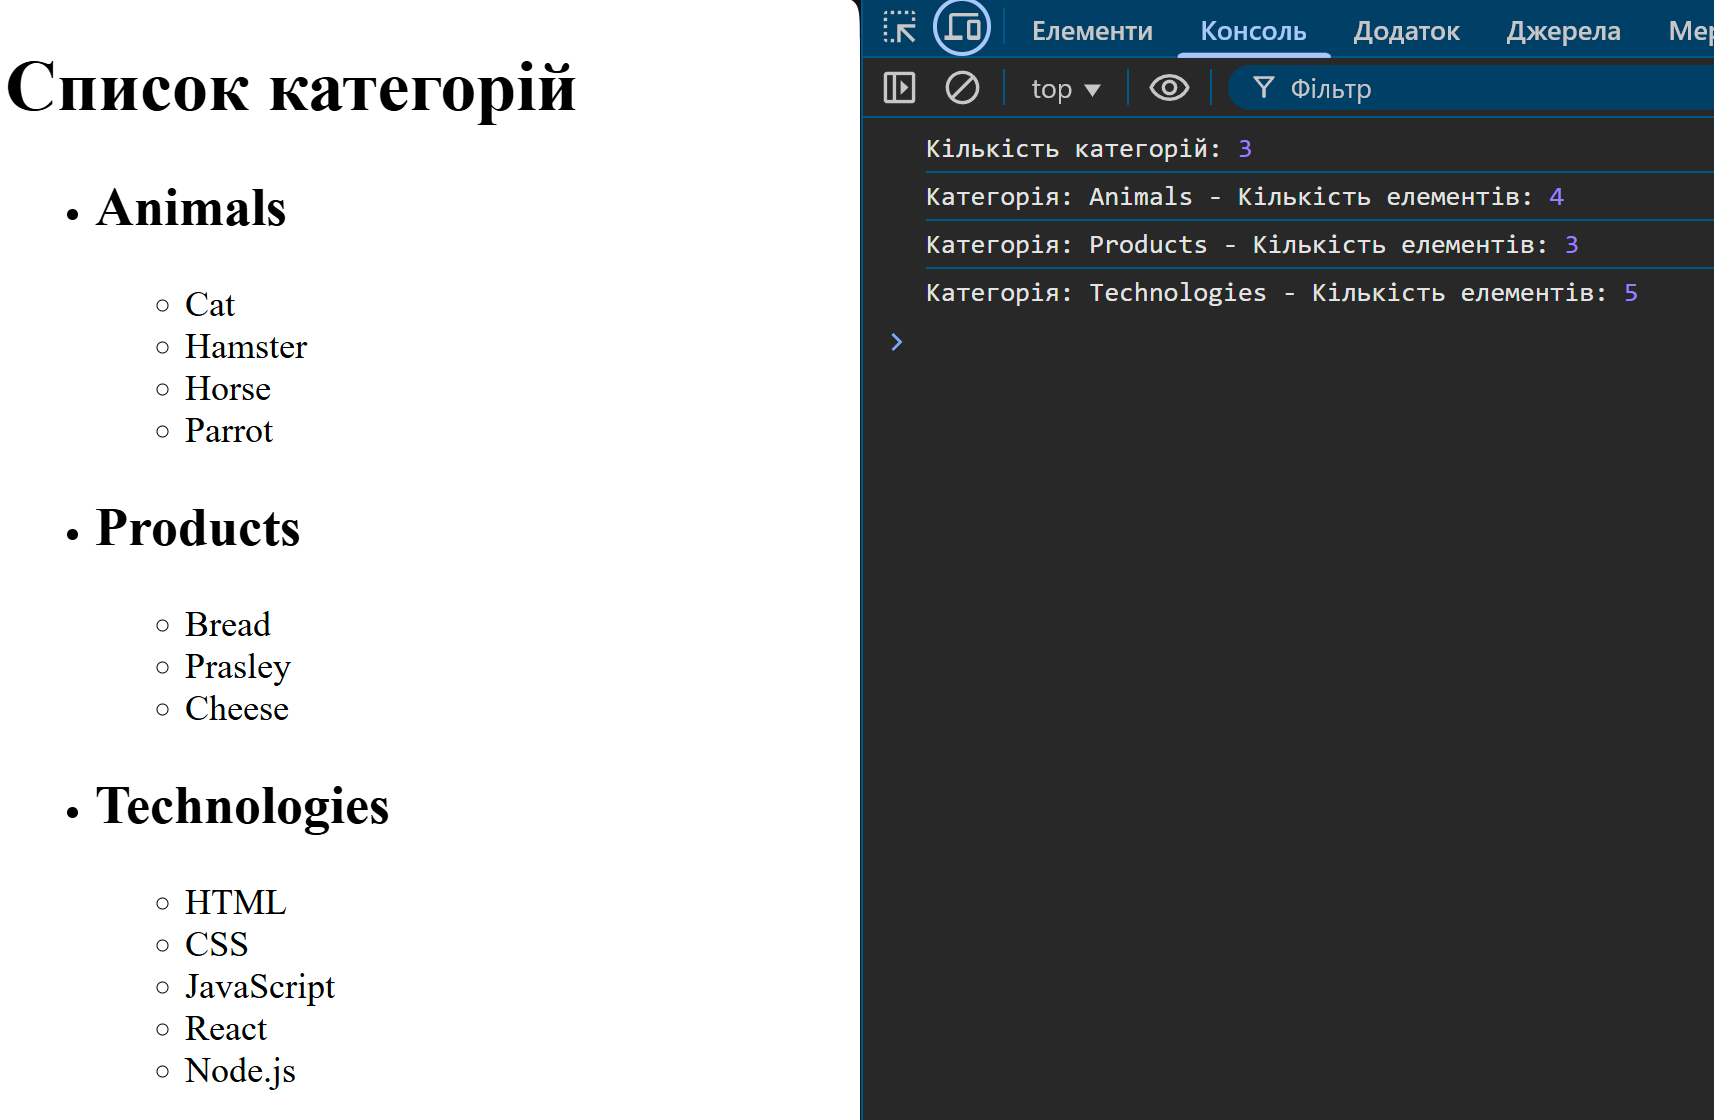 Список категорій
Animals
Cat
Hamster
Horse
Parrot
Products
Bread
Prasley
Cheese
Technologies
HTML
CSS
JavaScript
React
Node.js
Елементи Консоль Додаток Джерела Мер
top Фільтр
Кількість категорій: 3
Категорія: Animals - Кількість елементів: 4
Категорія: Products - Кількість елементів: 3
Категорія: Technologies - Кількість елементів: 5